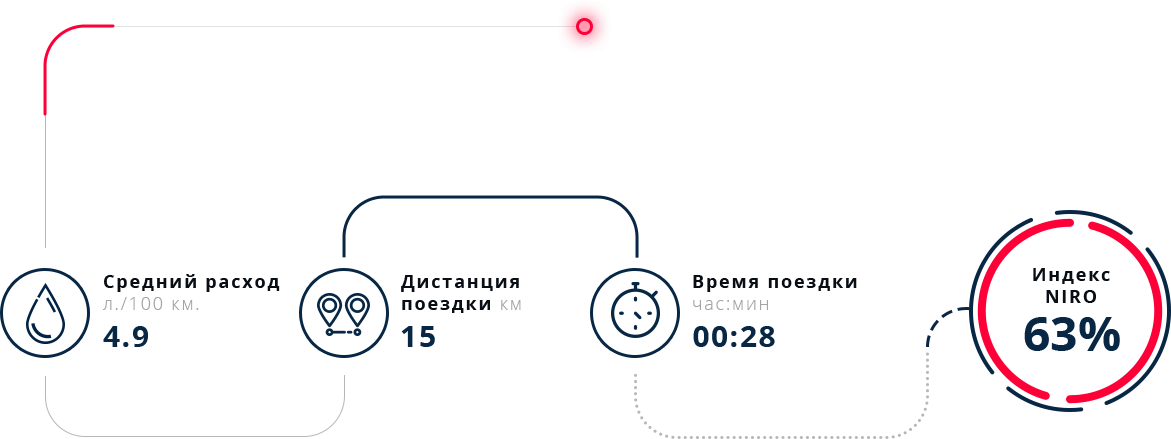 Средний расход
л./100 км.
4.9
Дистанция
поездки км
15
Время поездки
час:мин
00:28
Индекс
NIRO
63%